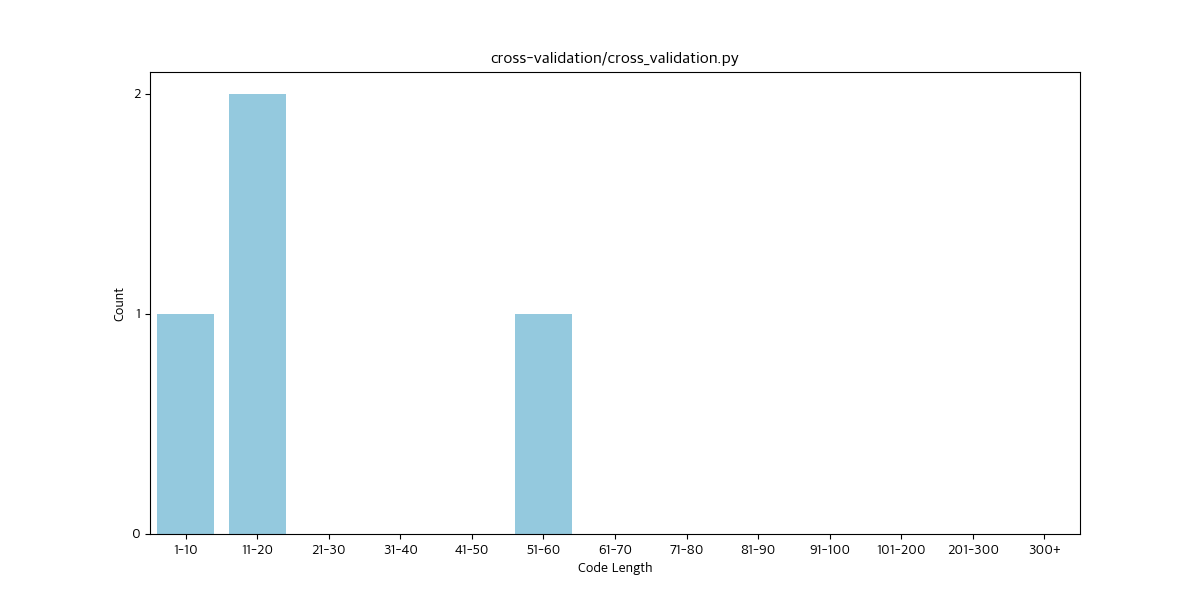 cross-validation/cross_validation.py
2
1
0
Count
1-10 11-20 21-30 31-40 41-50 51-60 61-70 71-80 81-90 91-100 101-200 201-300 300+
Code Length